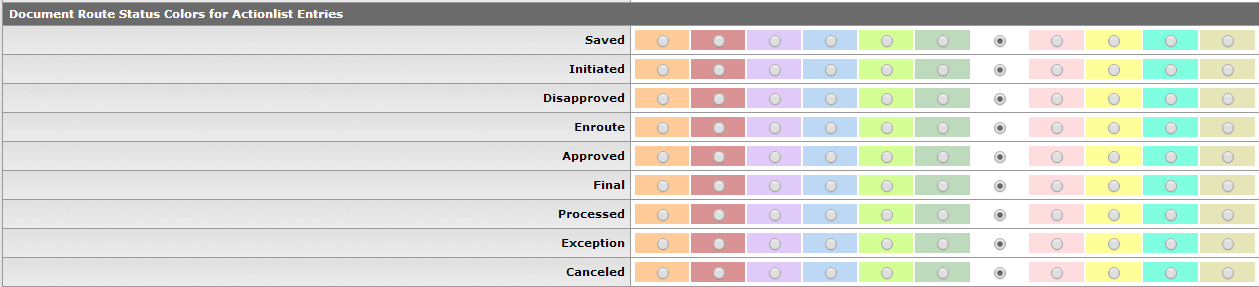 Document Route Status Colors for Actionlist Entries
Saved
Initiated
Disapproved
Enroute
Approved
Final
Processed
Exception
Canceled